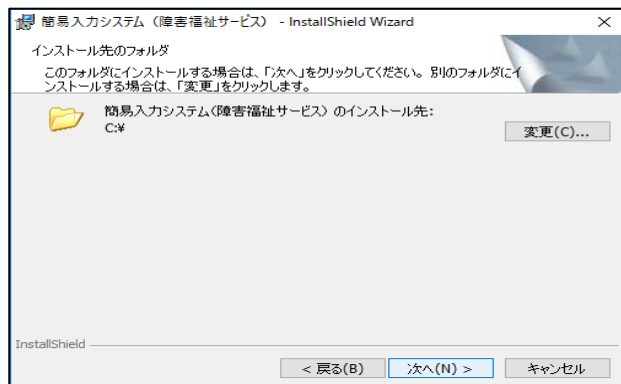 簡易入力システム（障害福祉サービス） - InstallShield Wizard
インストール先のフォルダ
このフォルダにインストールする場合は、「次へ」をクリックしてください。別のフォルダにイ
ンストールする場合は、「変更」をクリックします。
簡易入力システム(障害福祉サービス) のインストール先:
C:¥
変更(C)...
InstallShield
< 戻る(B)
次へ(N) >
キャンセル